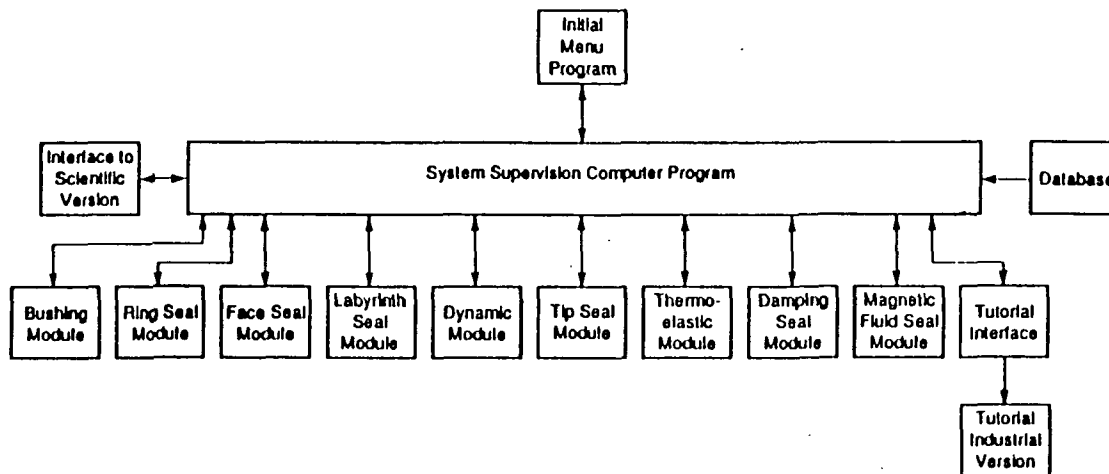 Initial
Menu
Program
Interface to
Scientific
Version
System Supervision Computer Program
Database
Bushing
Module
Ring Seal
Module
Face Seal
Module
Labyrinth
Seal
Module
Dynamic
Module
Tip Seal
Module
Thermo-
elastic
Module
Damping
Seal
Module
Magnetic
Fluid Seal
Module
Tutorial
Interface
Tutorial
Industrial
Version